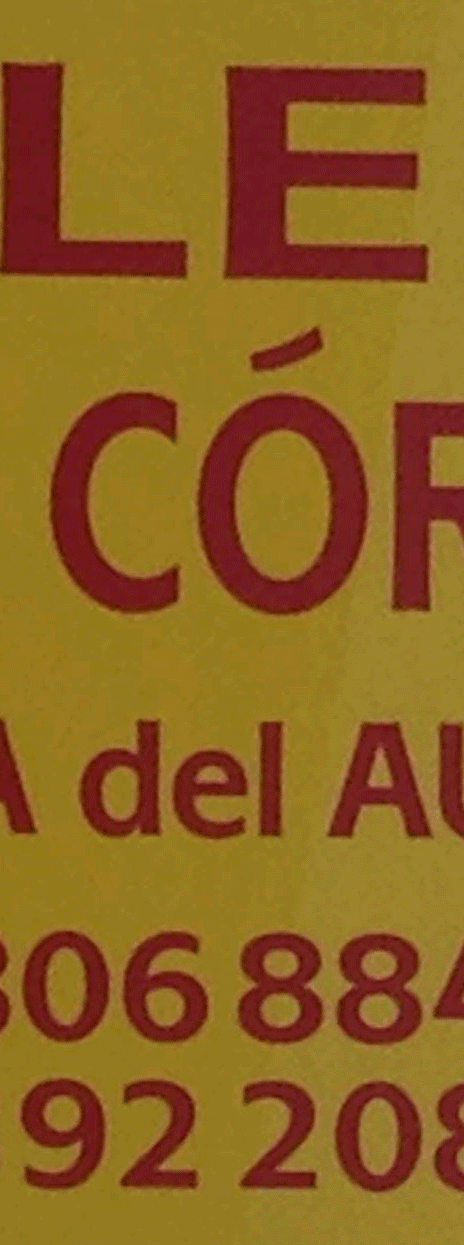 LE
CÓR
A del AU
306 884
92 208